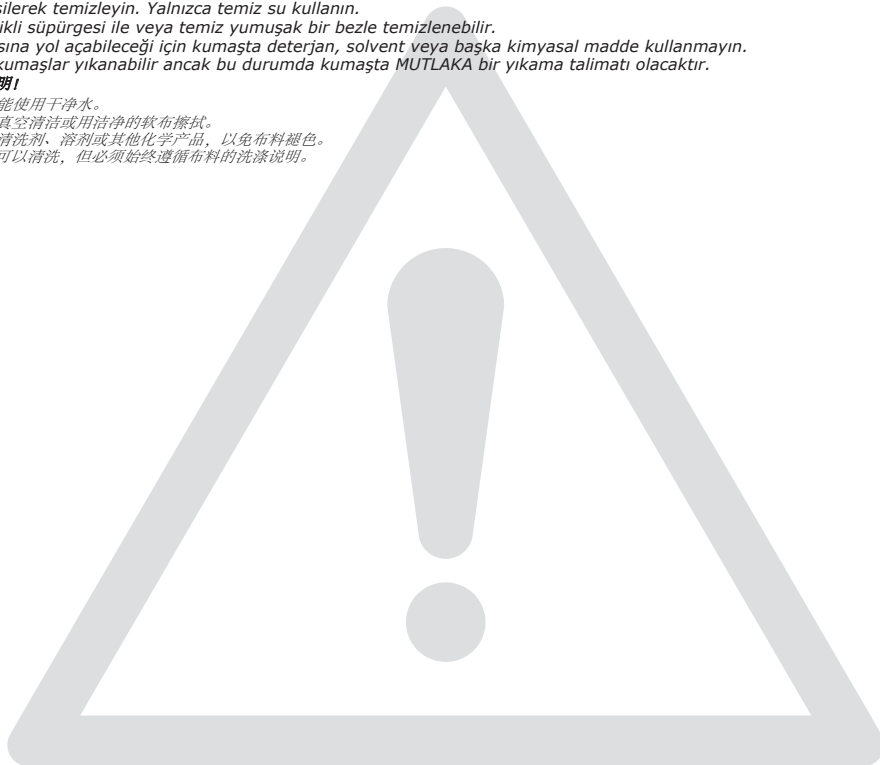 silerek temizleyin. Yalnızca temiz su kullanın.
ikli süpürgesi ile veya temiz yumuşak bir bezle temizlenebilir.
sına yol açabileceği için kumaşta deterjan, solvent veya başka kimyasal madde kullanmayın.
kumaşlar yıkanabilir ancak bu durumda kumaşta MUTLAKA bir yıkama talimatı olacaktır.
明!
能使用干净水。
真空清洁或用洁净的软布擦拭。
清洗剂、溶剂或其他化学产品，以免布料褪色。
可以清洗，但必须始终遵循布料的洗涤说明。